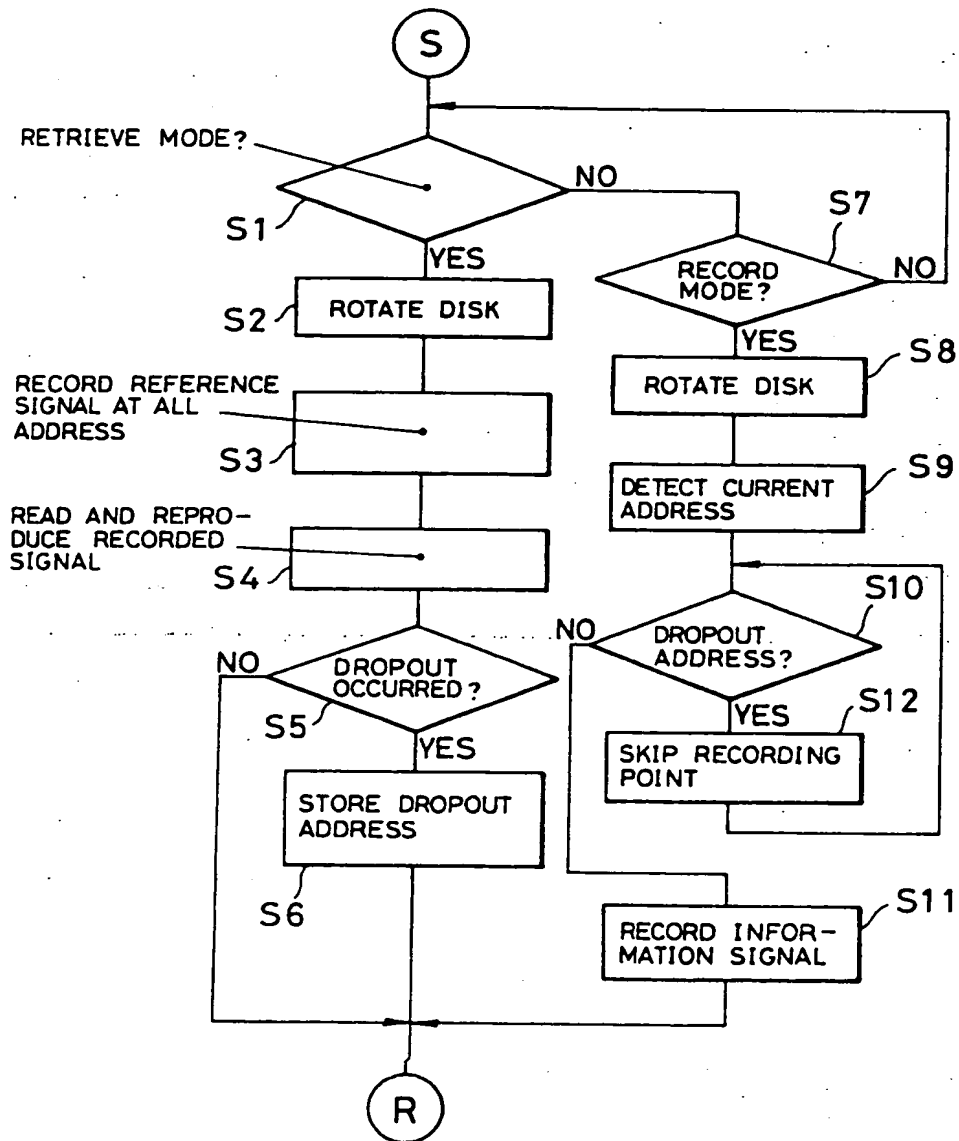 S
RETRIEVE MODE?
NO
S1
S7
YES
RECORD
MODE?
NO
S2
ROTATE DISK
YES
S8
RECORD REFERENCE
SIGNAL AT ALL
ADDRESS
ROTATE DISK
S3
S9
DETECT CURRENT
ADDRESS
READ AND REPRO-
DUCE RECORDED
SIGNAL
S4
S10
NO
DROPOUT
ADDRESS?
NO
DROPOUT
OCCURRED?
S5
YES
S12
YES
SKIP RECORDING
POINT
STORE DROPOUT
ADDRESS
S6
S11
RECORD INFOR-
MATION SIGNAL
R